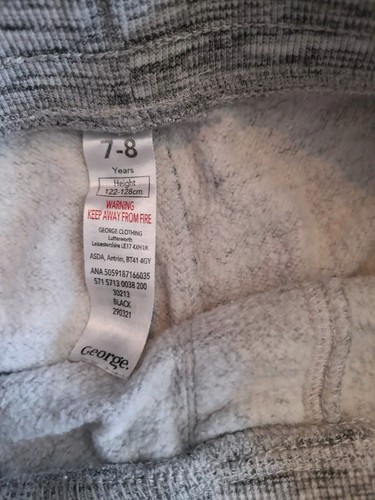 7-8
Years
Height
122-128cm
WARNING
KEEP AWAY FROM FIRE
GEORGE CLOTHING
Lutterworth
Leicestershire LE17 4XH UK
ASDA, Antrim, BT41 4GY
ANA 5059187166035
571 5713 0038 200
30213
BLACK
290321
George.